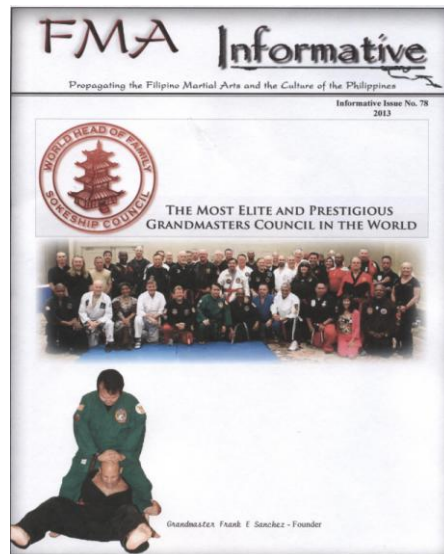 FMA Informative
Propagating the Filipino Martial Arts and the Culture of the Philippines
Informative Issue No. 78
2013
WORLD HEAD OF FAMILY
SOKESHIP COUNCIL
THE MOST ELITE AND PRESTIGIOUS
GRANDMASTERS COUNCIL IN THE WORLD
Grandmaster Frank E Sanchez - Founder